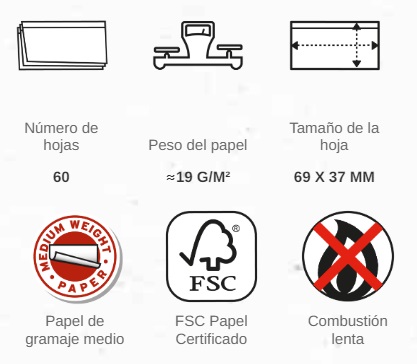 Número de
hojas
Peso del papel
Tamaño de la
hoja
60
≈19 G/M²
69 X 37 MM
MEDIUM WEIGHT
• PAPER •
®
FSC
Papel de
gramaje medio
FSC Papel
Certificado
Combustión
lenta